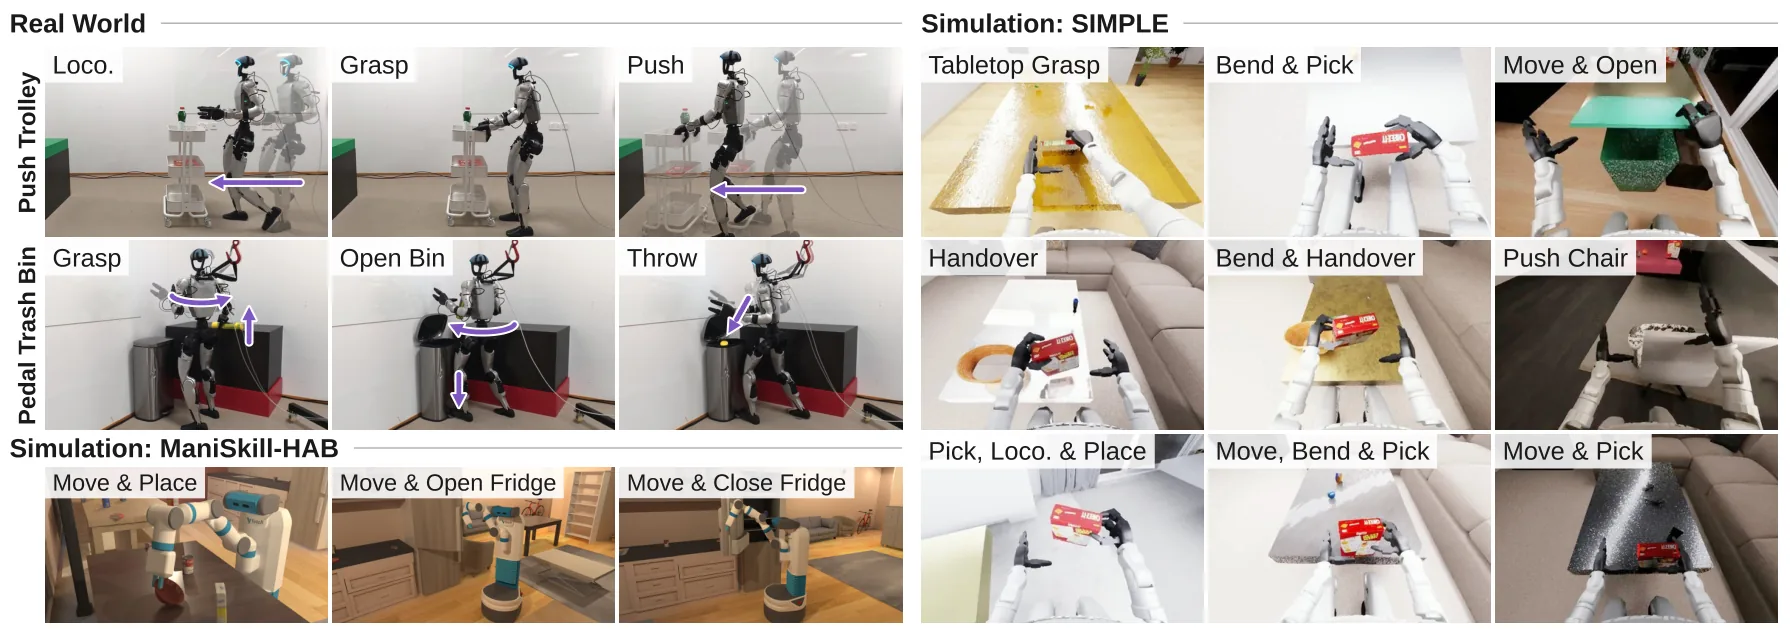 Real World
Push Trolley
Loco.
Grasp
Push
Pedal Trash Bin
Grasp
Open Bin
Throw
Simulation: ManiSkill-HAB
Move & Place
Move & Open Fridge
Move & Close Fridge
Simulation: SIMPLE
Tabletop Grasp
Bend & Pick
Move & Open
Handover
Bend & Handover
Push Chair
Pick, Loco. & Place
Move, Bend & Pick
Move & Pick